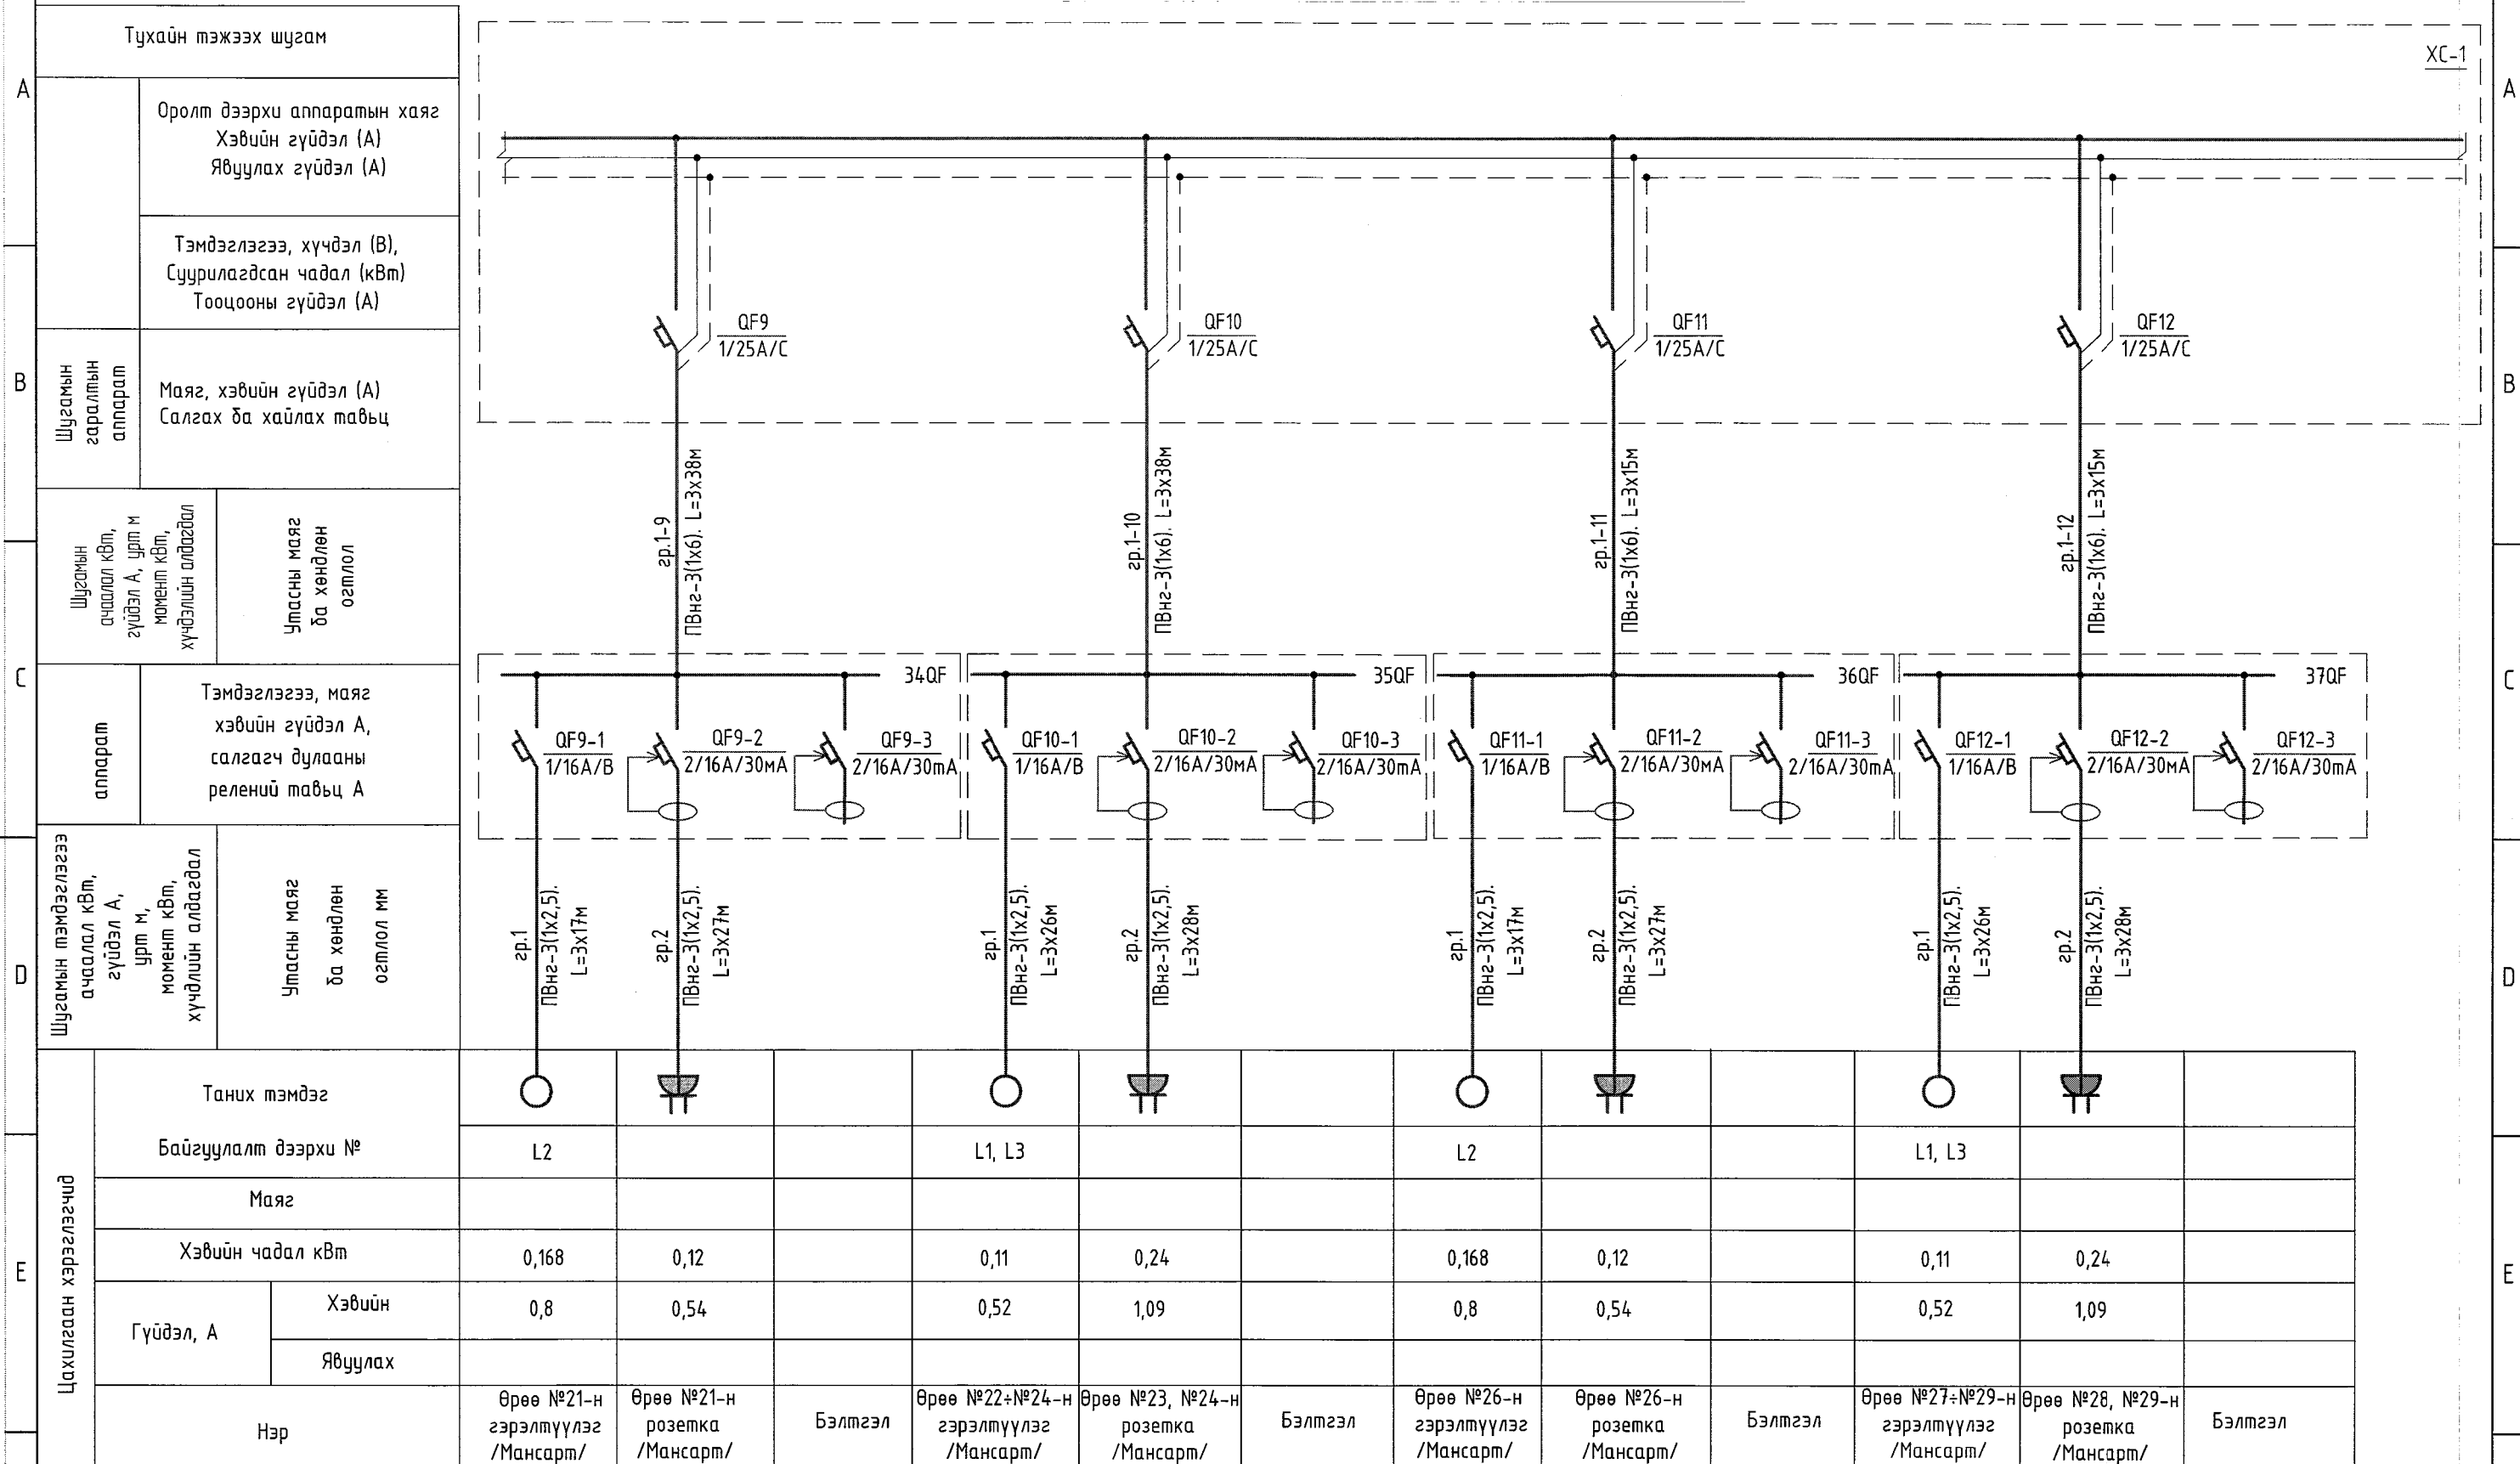 Тухайн тэжээх шугам
Оролт дээрхи аппаратын хаяг
Хэвийн гүйдэл (А)
Явуулах гүйдэл (А)
Тэмдэглэгээ, хүчдэл (В),
Суурилагдсан чадал (кВт)
Тооцооны гүйдэл (А)
Шугамын
гаралтын
аппарат
Маяг, хэвийн гүйдэл (А)
Салгах ба хайлах тавьц
Шугамын
ачаалал кВт,
гүйдэл А, урт м
момент кВт,
хүчдэлийн алдагдал
Утасны маяг
ба хөндлөн
огтлол
аппарат
Тэмдэглэгээ, маяг
хэвийн гүйдэл А,
салгагч дулааны
релений тавьц А
Шугамын тэмдэглэгээ
ачаалал кВт,
гүйдэл А,
урт м,
момент кВт,
хүчдлийн алдагдал
Утасны маяг
ба хөндлөн
огтлол мм
A
B
C
D
E
A
B
C
D
E
ХС-1
QF9
1/25A/C
QF10
1/25A/C
QF11
1/25A/C
QF12
1/25A/C
гр.1-9
ПВнг-3(1х6). L=3х38м
гр.1-10
ПВнг-3(1х6). L=3х38м
гр.1-11
ПВнг-3(1х6). L=3х15м
гр.1-12
ПВнг-3(1х6). L=3х15м
34QF
35QF
36QF
37QF
QF9-1
1/16A/B
QF9-2
2/16A/30мА
QF9-3
2/16A/30mA
QF10-1
1/16A/B
QF10-2
2/16A/30мА
QF10-3
2/16A/30mA
QF11-1
1/16A/B
QF11-2
2/16A/30мА
QF11-3
2/16A/30mA
QF12-1
1/16A/B
QF12-2
2/16A/30мА
QF12-3
2/16A/30mA
гр.1
ПВнг-3(1х2,5).
L=3х17м
гр.2
ПВнг-3(1х2,5).
L=3х27м
гр.1
ПВнг-3(1х2,5).
L=3х26м
гр.2
ПВнг-3(1х2,5).
L=3х28м
гр.1
ПВнг-3(1х2,5).
L=3х17м
гр.2
ПВнг-3(1х2,5).
L=3х27м
гр.1
ПВнг-3(1х2,5).
L=3х26м
гр.2
ПВнг-3(1х2,5).
L=3х28м
Цахилгаан хэрэглэгчид
Таних тэмдэг
Байгуулалт дээрхи № L2 L1, L3 L2 L1, L3
Маяг
Хэвийн чадал кВт 0,168 0,12 0,11 0,24 0,168 0,12 0,11 0,24
Гүйдэл, А
Хэвийн 0,8 0,54 0,52 1,09 0,8 0,54 0,52 1,09
Явуулах
Нэр
Өрөө №21-н
гэрэлтүүлэг
/Мансарт/
Өрөө №21-н
розетка
/Мансарт/
Бэлтгэл
Өрөө №22÷№24-н
гэрэлтүүлэг
/Мансарт/
Өрөө №23, №24-н
розетка
/Мансарт/
Бэлтгэл
Өрөө №26-н
гэрэлтүүлэг
/Мансарт/
Өрөө №26-н
розетка
/Мансарт/
Бэлтгэл
Өрөө №27÷№29-н
гэрэлтүүлэг
/Мансарт/
Өрөө №28, №29-н
розетка
/Мансарт/
Бэлтгэл